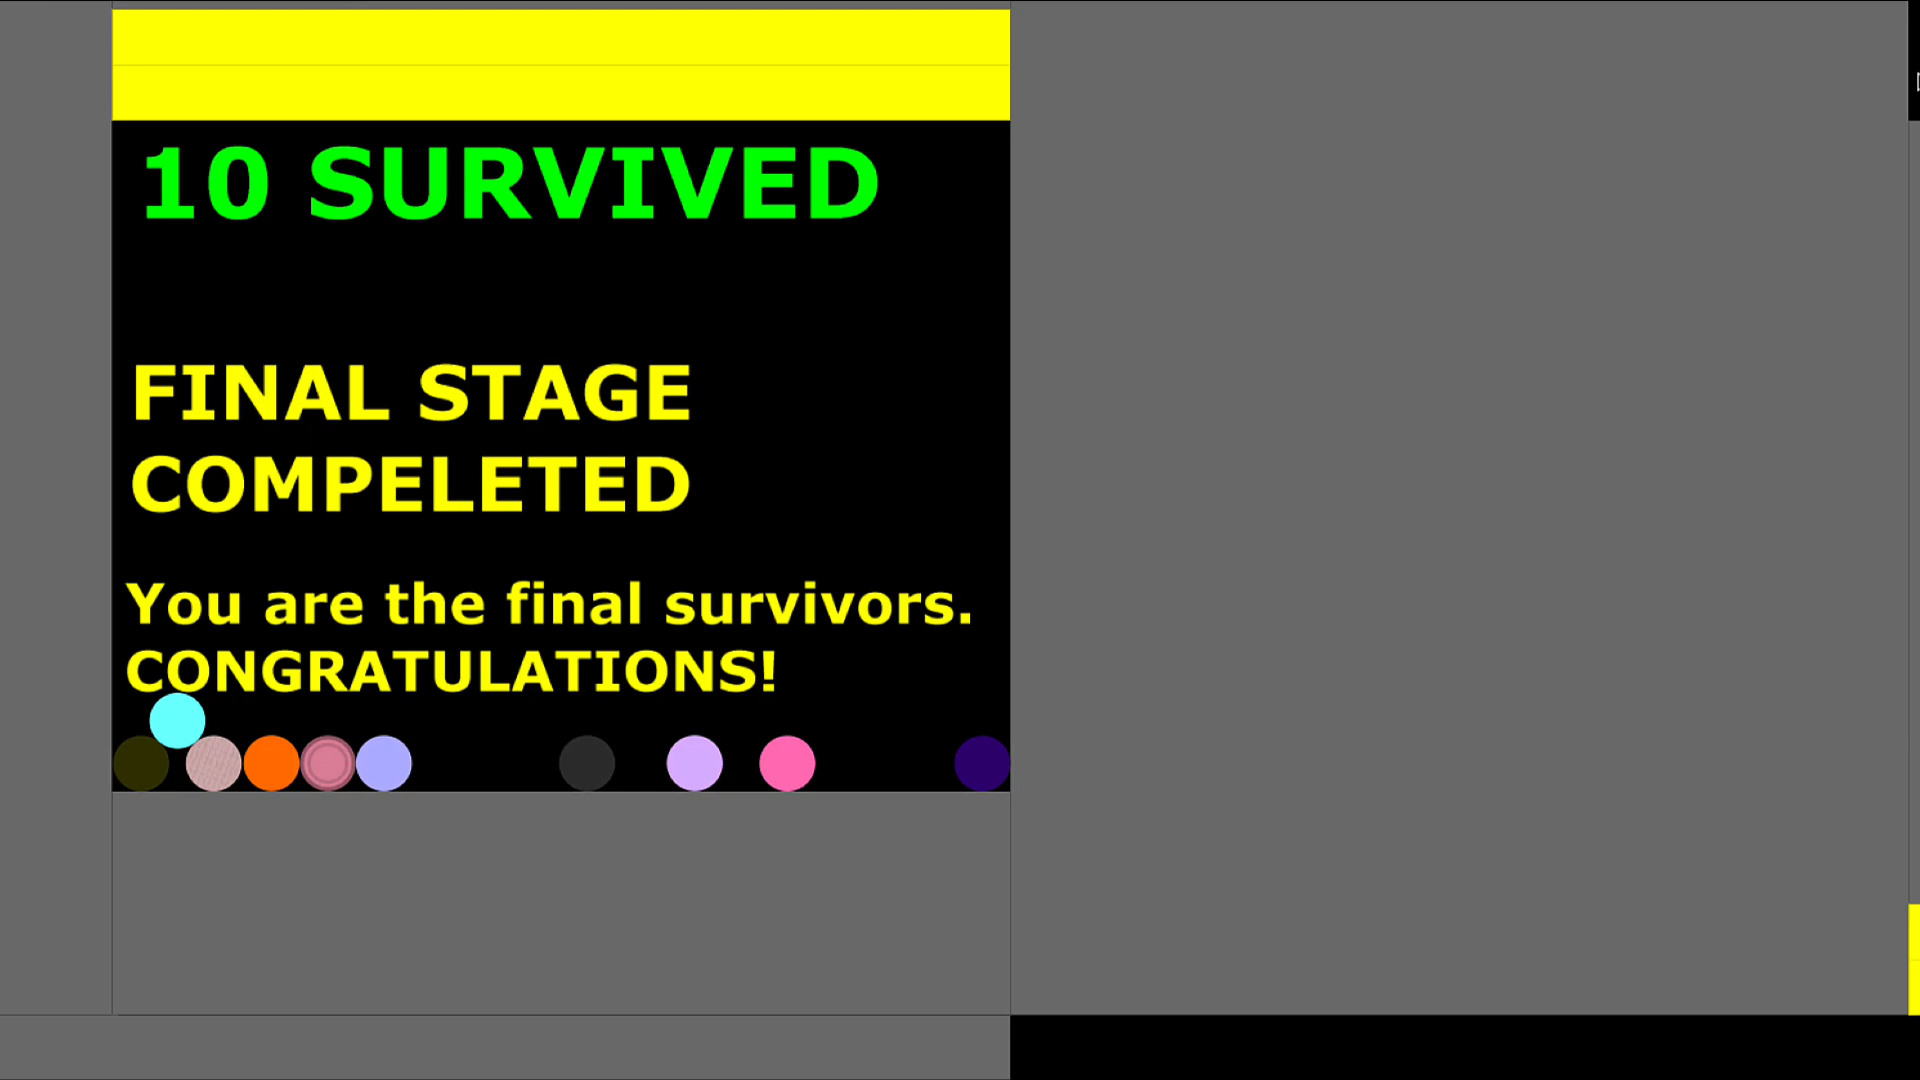 10 SURVIVED
FINAL STAGE
COMPELETED
You are the final survivors.
CONGRATULATIONS!